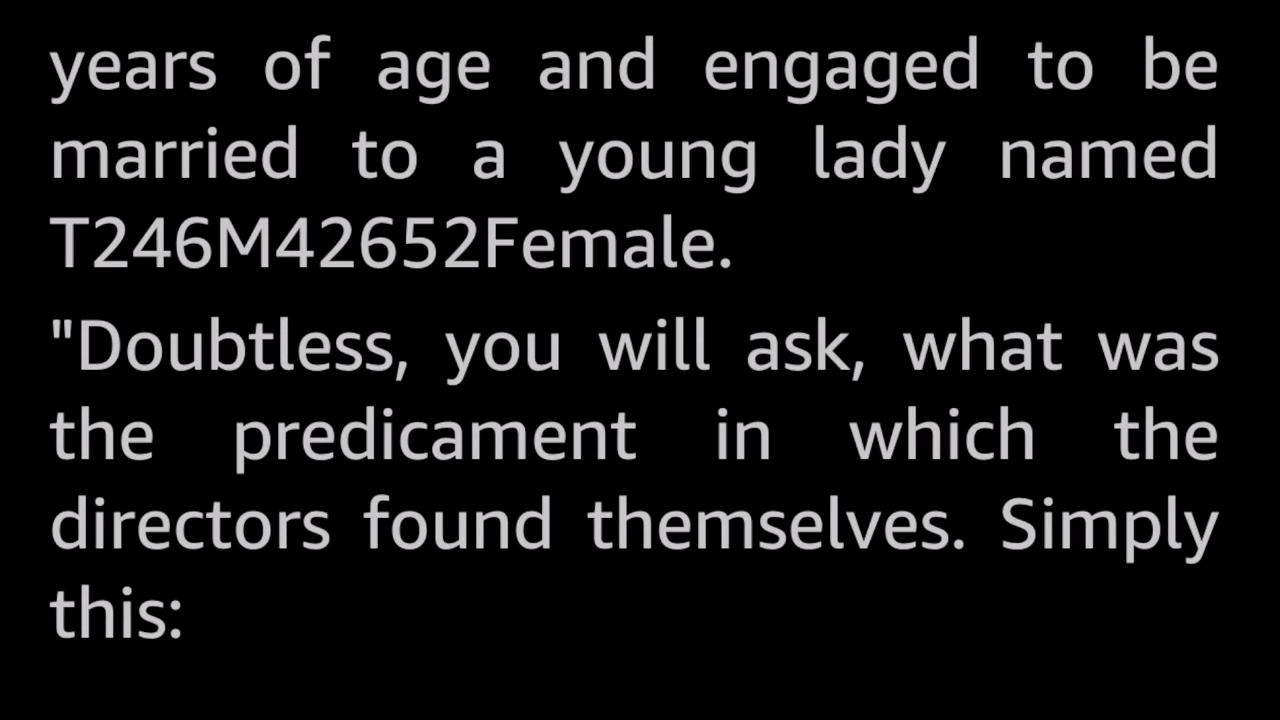 years of age and engaged to be
married to a young lady named
T246M42652Female.
"Doubtless, you will ask, what was
the predicament in which the
directors found themselves. Simply
this: